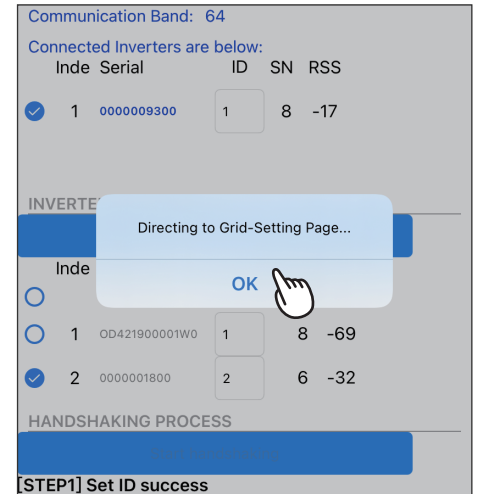 Communication Band: 64
Connected Inverters are below:
Inde Serial ID SN RSS
1 0000009300 1 8 -17
INVERTE
Directing to Grid-Setting Page...
Inde
OK
1 OD421900001W0 1 8 -69
2 0000001800 2 6 -32
HANDSHAKING PROCESS
[STEP1] Set ID success